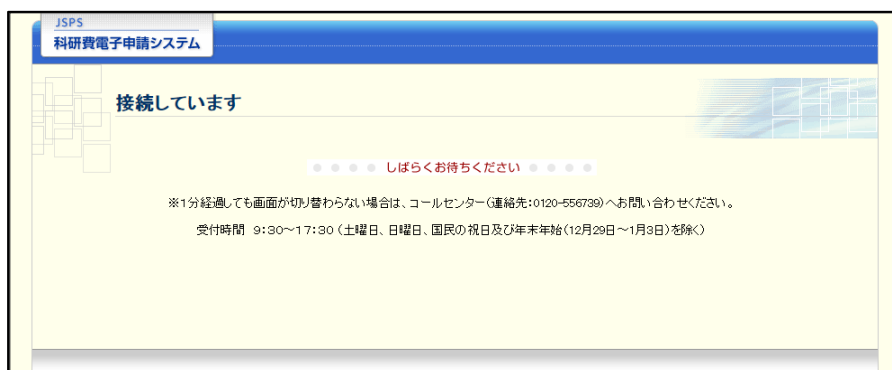 JSPS
科研費電子申請システム
接続しています
しばらくお待ちください
※1分経過しても画面が切り替わらない場合は、コールセンター(連絡先:0120-556739)へお問い合わせください。
受付時間 9:30～17:30 (土曜日、日曜日、国民の祝日及び年末年始(12月29日～1月3日)を除く)